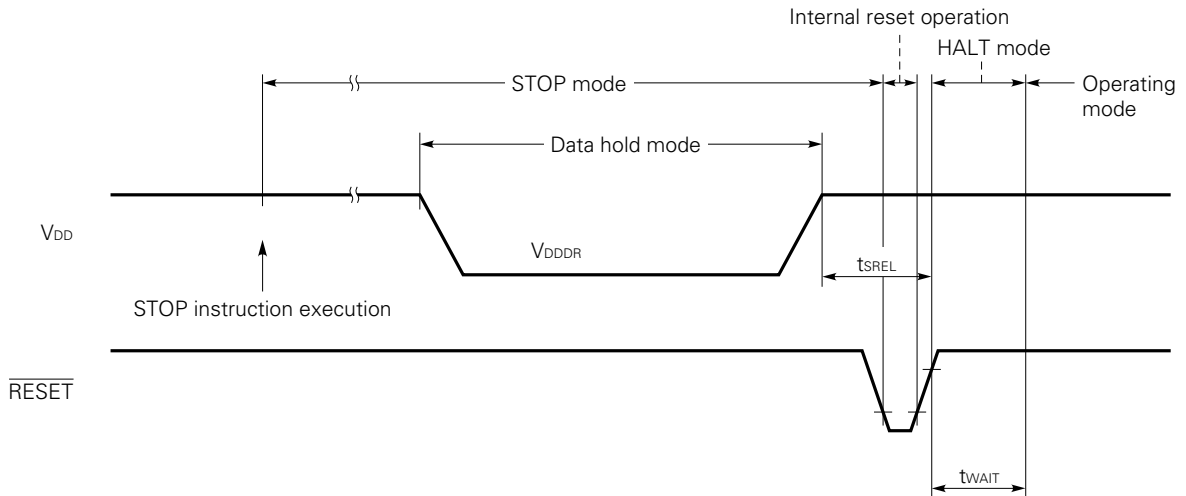 Internal reset operation
HALT mode
STOP mode
Operating
mode
Data hold mode
VDD
VDDDR
tSREL
STOP instruction execution
RESET
tWAIT